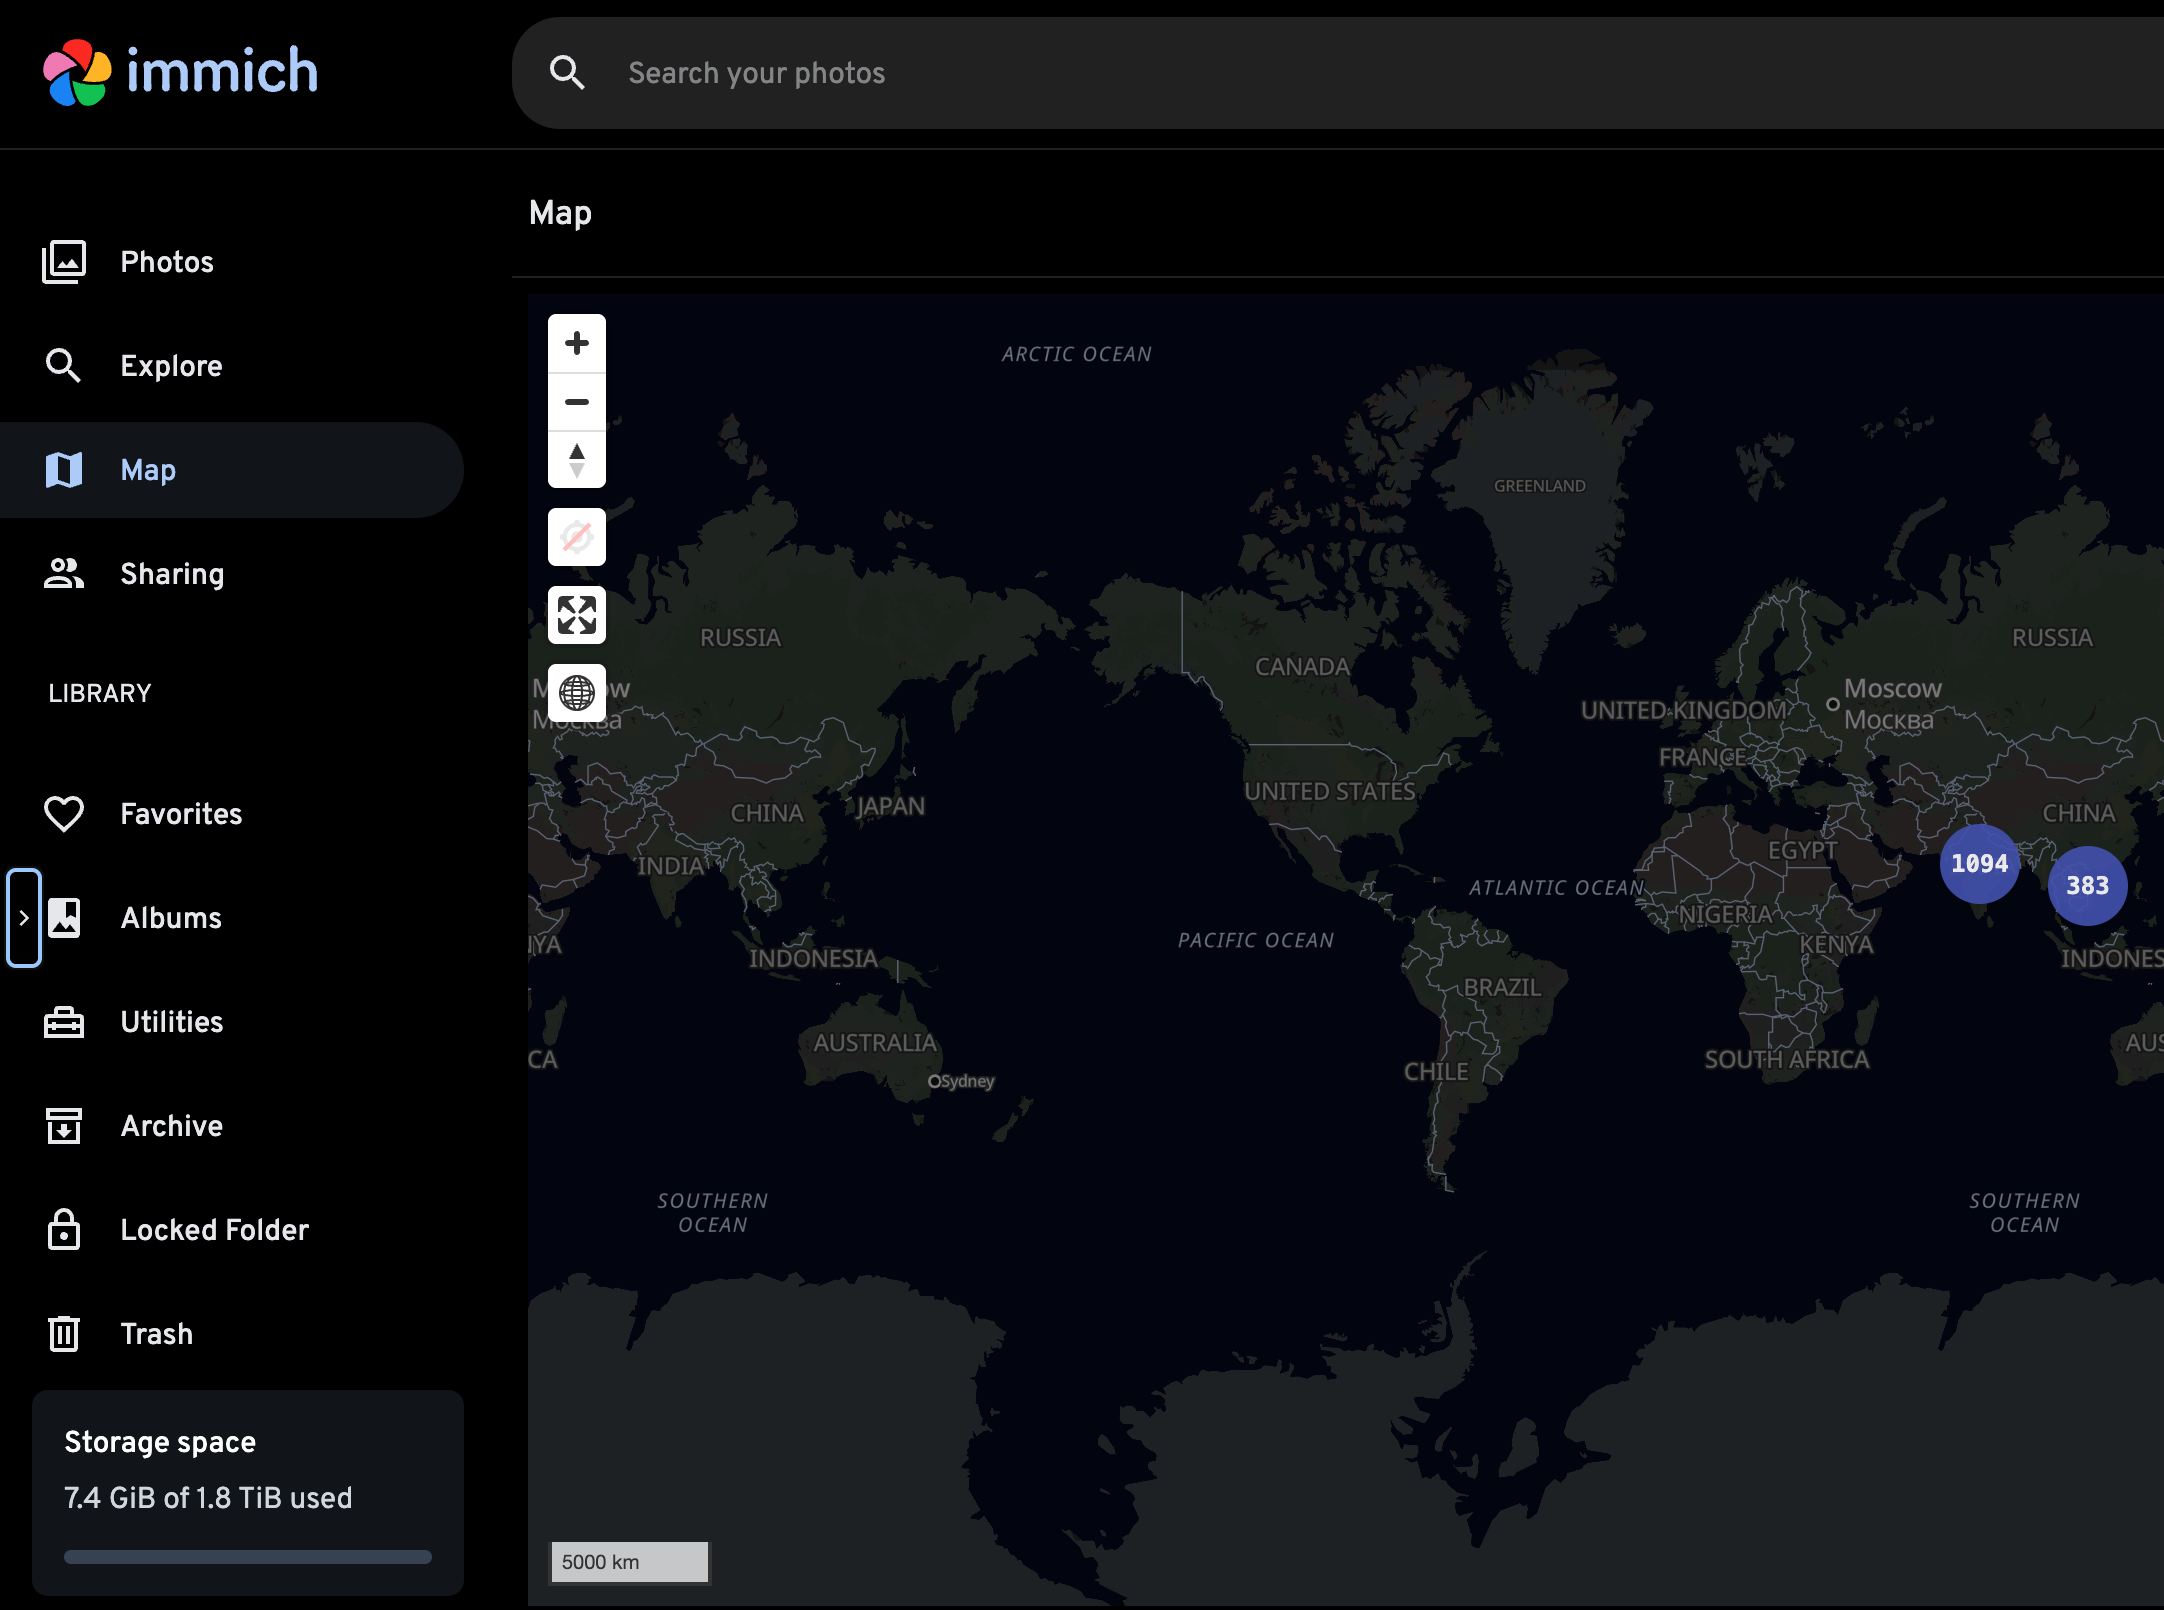 immich
Search your photos
Photos
Explore
Map
Sharing
LIBRARY
Favorites
Albums
Utilities
Archive
Locked Folder
Trash
Storage space
7.4 GiB of 1.8 TiB used
Map
ARCTIC OCEAN
GREENLAND
RUSSIA
CANADA
RUSSIA
UNITED KINGDOM
Moscow
Москва
FRANCE
UNITED STATES
CHINA
JAPAN
CHINA
INDIA
EGYPT
1094
383
ATLANTIC OCEAN
NIGERIA
KENYA
YA
PACIFIC OCEAN
INDONESIA
INDONES
BRAZIL
AUSTRALIA
AUS
CA
CHILE
SOUTH AFRICA
Sydney
SOUTHERN
OCEAN
SOUTHERN
OCEAN
5000 km